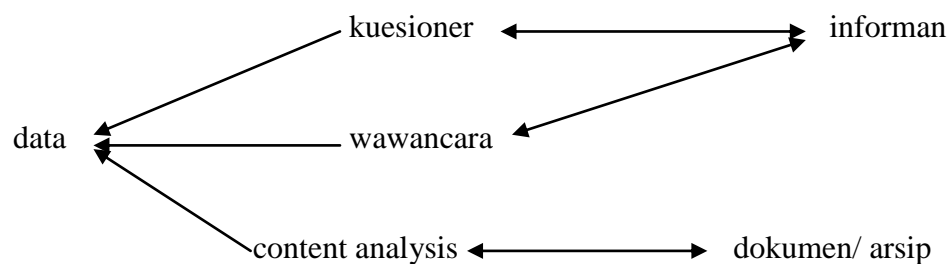 kuesioner informan
data wawancara
content analysis dokumen/ arsip